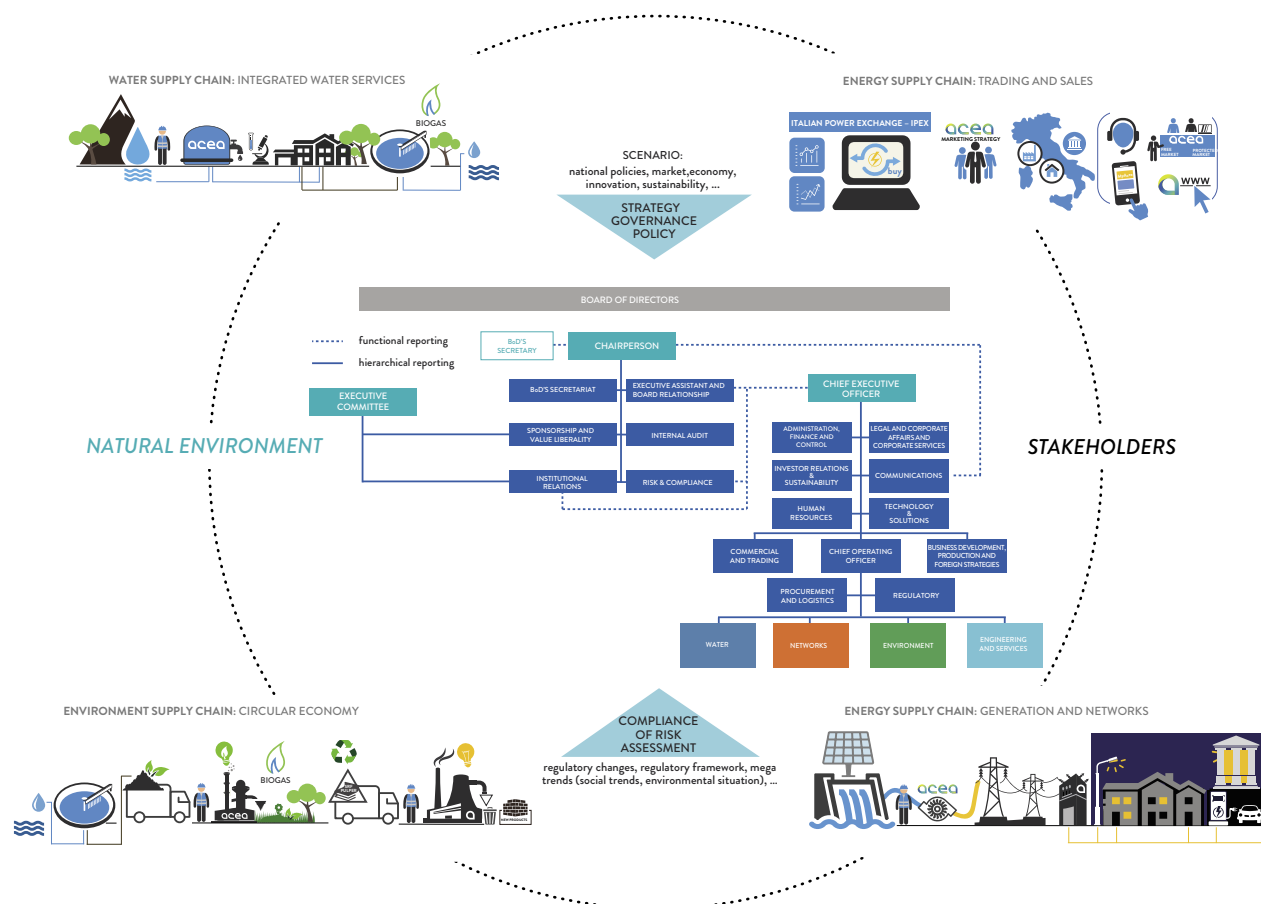 WATER SUPPLY CHAIN: INTEGRATED WATER SERVICES
BIOGAS
acea
ENERGY SUPPLY CHAIN: TRADING AND SALES
ITALIAN POWER EXCHANGE – IPEX
buy
acea
MARKETING STRATEGY
acea
FREE
MARKET
PROTECTED
MARKET
www
SCENARIO:
national policies, market,economy,
innovation, sustainability, ...
STRATEGY
GOVERNANCE
POLICY
BOARD OF DIRECTORS
functional reporting
hierarchical reporting
BoD'S
SECRETARY
CHAIRPERSON
EXECUTIVE
COMMITTEE
BoD'S SECRETARIAT
EXECUTIVE ASSISTANT AND
BOARD RELATIONSHIP
CHIEF EXECUTIVE
OFFICER
SPONSORSHIP AND
VALUE LIBERALITY
INTERNAL AUDIT
ADMINISTRATION,
FINANCE AND
CONTROL
LEGAL AND CORPORATE
AFFAIRS AND
CORPORATE SERVICES
NATURAL ENVIRONMENT
STAKEHOLDERS
INSTITUTIONAL
RELATIONS
RISK & COMPLIANCE
INVESTOR RELATIONS
&
SUSTAINABILITY
COMMUNICATIONS
HUMAN
RESOURCES
TECHNOLOGY
&
SOLUTIONS
COMMERCIAL
AND TRADING
CHIEF OPERATING
OFFICER
BUSINESS DEVELOPMENT,
PRODUCTION AND
FOREIGN STRATEGIES
PROCUREMENT
AND LOGISTICS
REGULATORY
WATER
NETWORKS
ENVIRONMENT
ENGINEERING
AND SERVICES
COMPLIANCE
OF RISK
ASSESSMENT
regulatory changes, regulatory framework, mega
trends (social trends, environmental situation), ...
ENVIRONMENT SUPPLY CHAIN: CIRCULAR ECONOMY
BIOGAS
acea
PULPER
a
NEW PRODUCTS
ENERGY SUPPLY CHAIN: GENERATION AND NETWORKS
acea
a